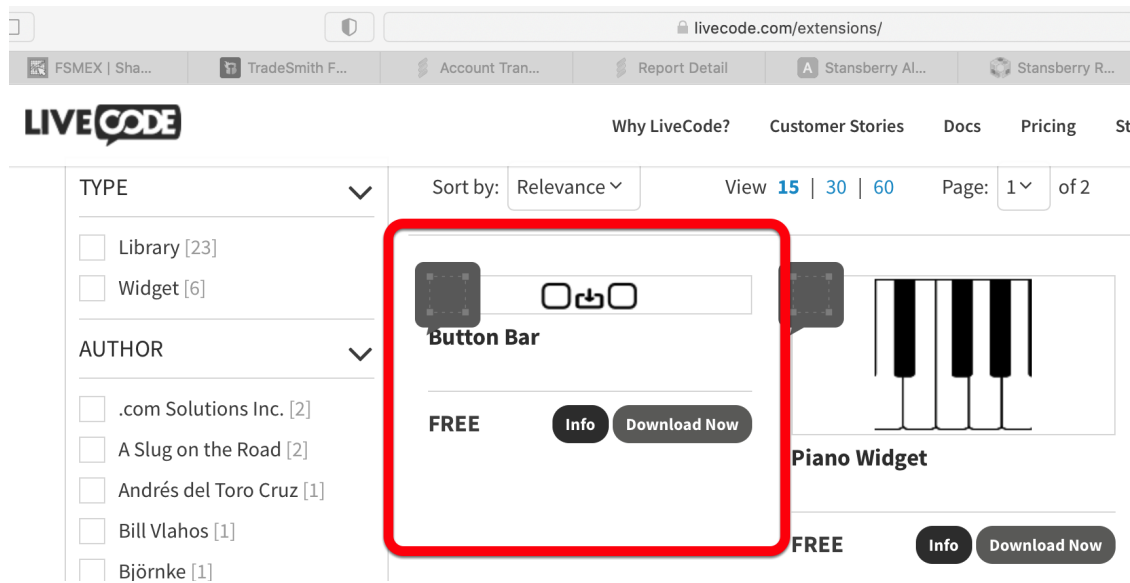 livecode.com/extensions/
FSMEX | Sha...
TradeSmith F...
Account Tran...
Report Detail
Stansberry Al...
Stansberry R...
LIVECODE
Why LiveCode?
Customer Stories
Docs
Pricing
St
TYPE
Library [23]
Widget [6]
AUTHOR
.com Solutions Inc. [2]
A Slug on the Road [2]
Andrés del Toro Cruz [1]
Bill Vlahos [1]
Björnke [1]
Sort by: Relevance
View 15 | 30 | 60
Page: 1 of 2
Button Bar
FREE
Info
Download Now
Piano Widget
FREE
Info
Download Now